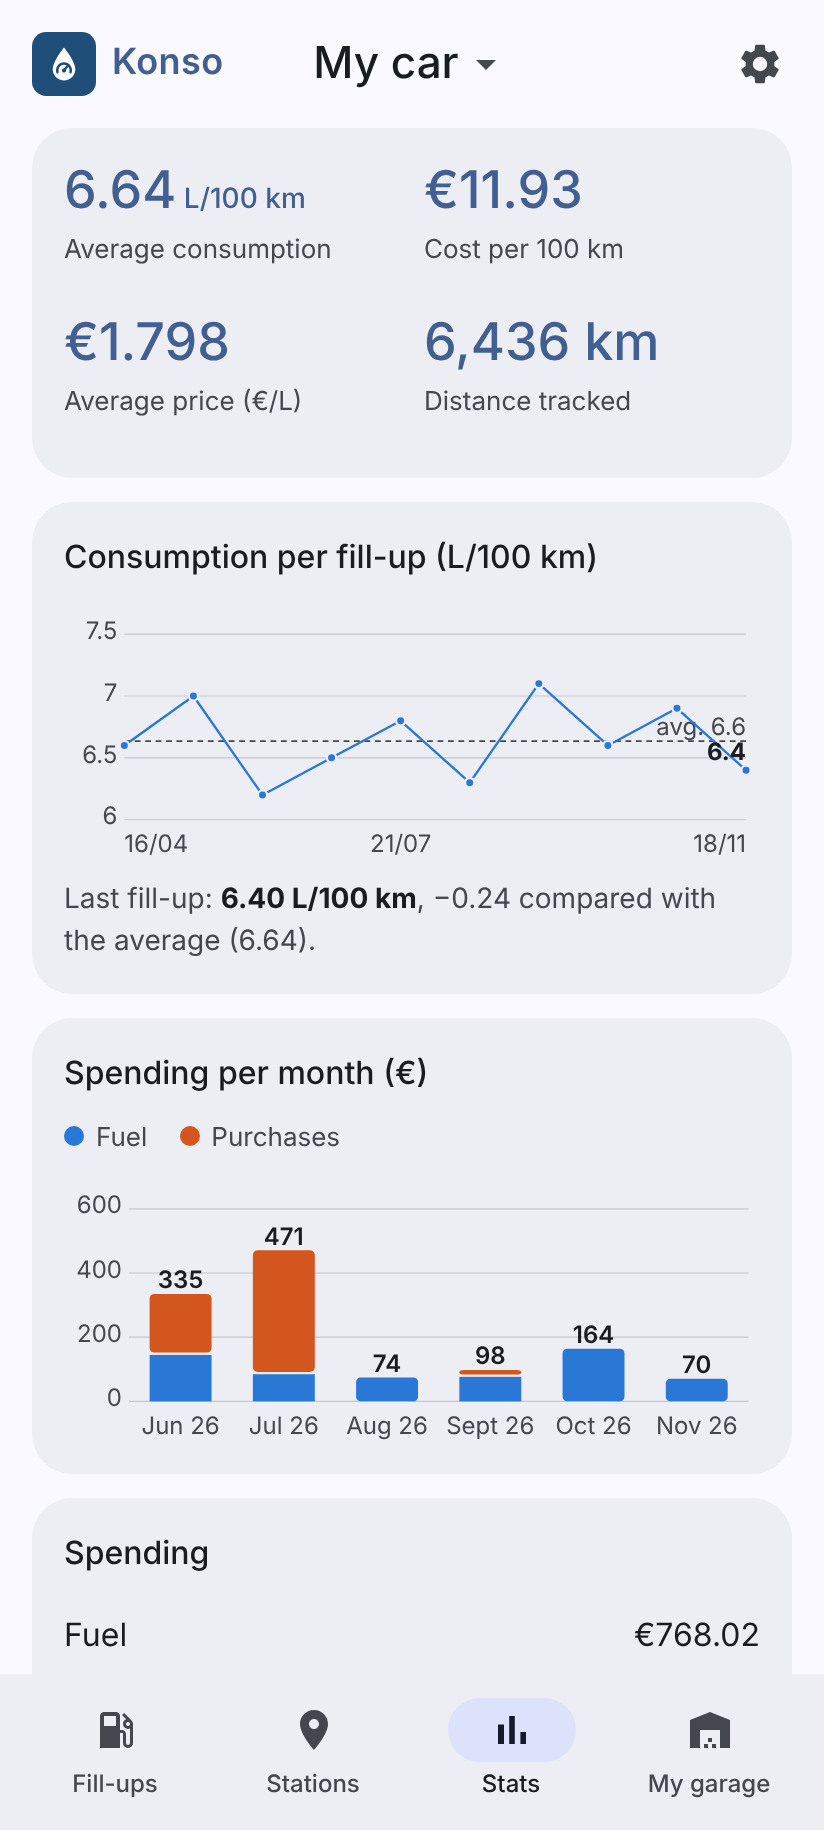 Konso
My car
6.64 L/100 km
€11.93
Average consumption
Cost per 100 km
€1.798
6,436 km
Average price (€/L)
Distance tracked
Consumption per fill-up (L/100 km)
7.5
7
avg. 6.6
6.5
6.4
6
16/04
21/07
18/11
Last fill-up: 6.40 L/100 km, −0.24 compared with
the average (6.64).
Spending per month (€)
Fuel
Purchases
600
471
400
335
200
164
98
74
70
0
Jun 26
Jul 26
Aug 26
Sept 26
Oct 26
Nov 26
Spending
Fuel
€768.02
Fill-ups
Stations
Stats
My garage